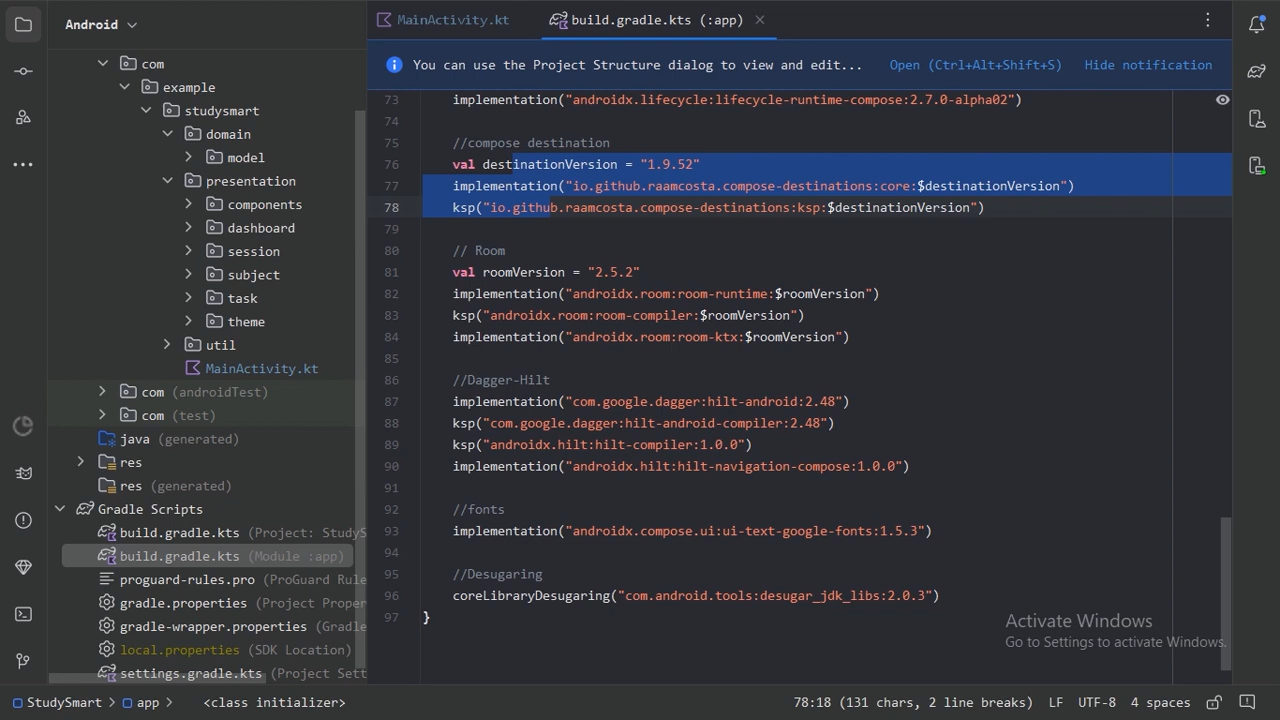 Android
MainActivity.kt
build.gradle.kts (:app)
You can use the Project Structure dialog to view and edit...
Open (Ctrl+Alt+Shift+S)
Hide notification
com
example
studysmart
domain
model
presentation
components
dashboard
session
subject
task
theme
util
MainActivity.kt
com (androidTest)
com (test)
java (generated)
res
res (generated)
Gradle Scripts
build.gradle.kts (Project: StudyS
build.gradle.kts (Module :app)
proguard-rules.pro (ProGuard Rule
gradle.properties (Project Proper
gradle-wrapper.properties (Gradle
local.properties (SDK Location)
settings.gradle.kts (Project Sett
73 implementation("androidx.lifecycle:lifecycle-runtime-compose:2.7.0-alpha02")
74
75 //compose destination
76 val destinationVersion = "1.9.52"
77 implementation("io.github.raamcosta.compose-destinations:core:$destinationVersion")
78 ksp("io.github.raamcosta.compose-destinations:ksp:$destinationVersion")
79
80 // Room
81 val roomVersion = "2.5.2"
82 implementation("androidx.room:room-runtime:$roomVersion")
83 ksp("androidx.room:room-compiler:$roomVersion")
84 implementation("androidx.room:room-ktx:$roomVersion")
85
86 //Dagger-Hilt
87 implementation("com.google.dagger:hilt-android:2.48")
88 ksp("com.google.dagger:hilt-android-compiler:2.48")
89 ksp("androidx.hilt:hilt-compiler:1.0.0")
90 implementation("androidx.hilt:hilt-navigation-compose:1.0.0")
91
92 //fonts
93 implementation("androidx.compose.ui:ui-text-google-fonts:1.5.3")
94
95 //Desugaring
96 coreLibraryDesugaring("com.android.tools:desugar_jdk_libs:2.0.3")
97 }
Activate Windows
Go to Settings to activate Windows.
StudySmart > app > <class initializer>
78:18 (131 chars, 2 line breaks) LF UTF-8 4 spaces